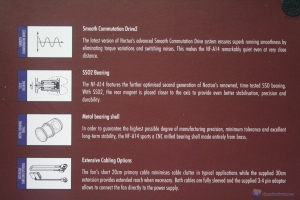 Smooth Commutation Drive2
The latest version of Noctua's advanced Smooth Commutation Drive system ensures superb running smoothness by
eliminating torque variations and switching noises. This makes the NF-A14 remarkably quiet even at very close
distance.
SSO2 Bearing
The NF-A14 features the further optimised second generation of Noctua's renowned, time-tested SSO bearing.
With SSO2, the rear magnet is placed closer to the axis to provide even better stabilisation, precision and
durability.
Metal bearing shell
In order to guarantee the highest possible degree of manufacturing precision, minimum tolerance and excellent
long-term stability, the NF-A14 sports a CNC milled bearing shell made entirely from brass.
Extensive Cabling Options
The fan's short 20cm primary cable minimises cable clutter in typical applications while the supplied 30cm
extension provides extended reach when necessary. Both cables are fully sleeved and the supplied 3:4 pin adaptor
allows to connect the fan directly to the power supply.